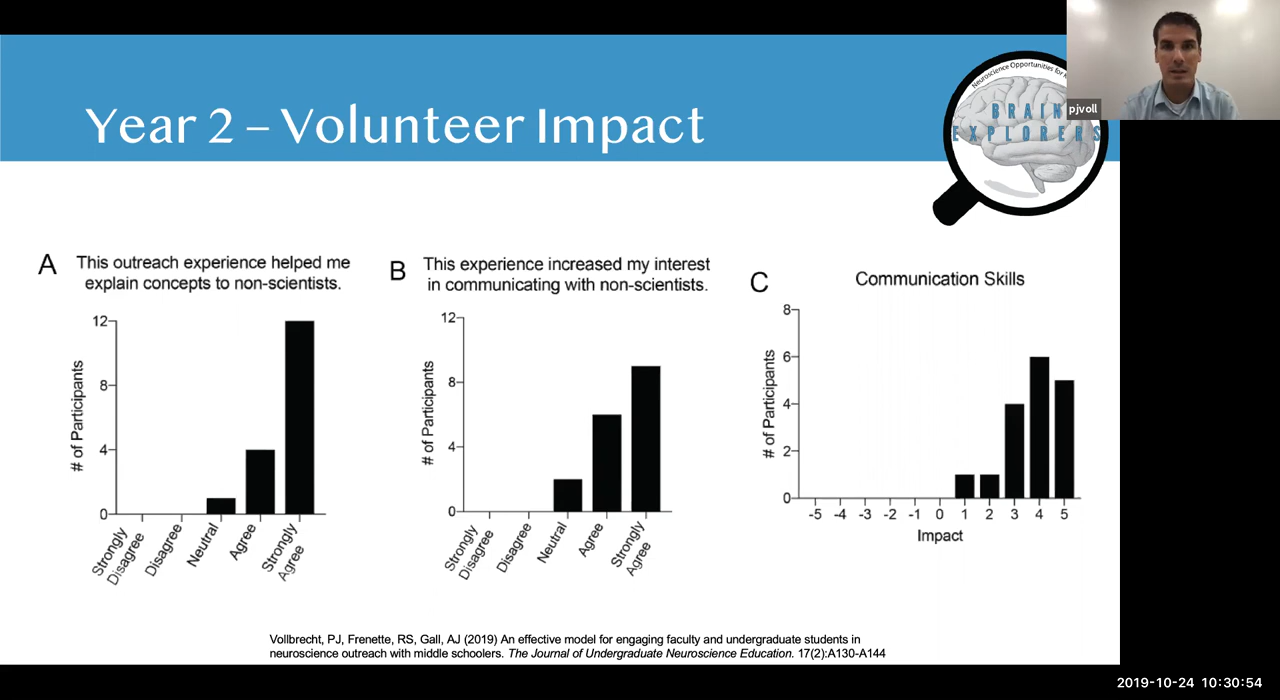 Year 2 – Volunteer Impact
Neuroscience Opportunities for
BRAIN
EXPLORERS
pjvoll
A
This outreach experience helped me
explain concepts to non-scientists.
12
8
4
0
# of Participants
Strongly
Disagree
Disagree
Neutral
Agree
Strongly
Agree
B
This experience increased my interest
in communicating with non-scientists.
12
8
4
0
# of Participants
Strongly
Disagree
Disagree
Neutral
Agree
Strongly
Agree
C
Communication Skills
8
6
4
2
0
# of Participants
-5 -4 -3 -2 -1 0 1 2 3 4 5
Impact
Vollbrecht, PJ, Frenette, RS, Gall, AJ (2019) An effective model for engaging faculty and undergraduate students in
neuroscience outreach with middle schoolers. The Journal of Undergraduate Neuroscience Education. 17(2):A130-A144
2019-10-24 10:30:54